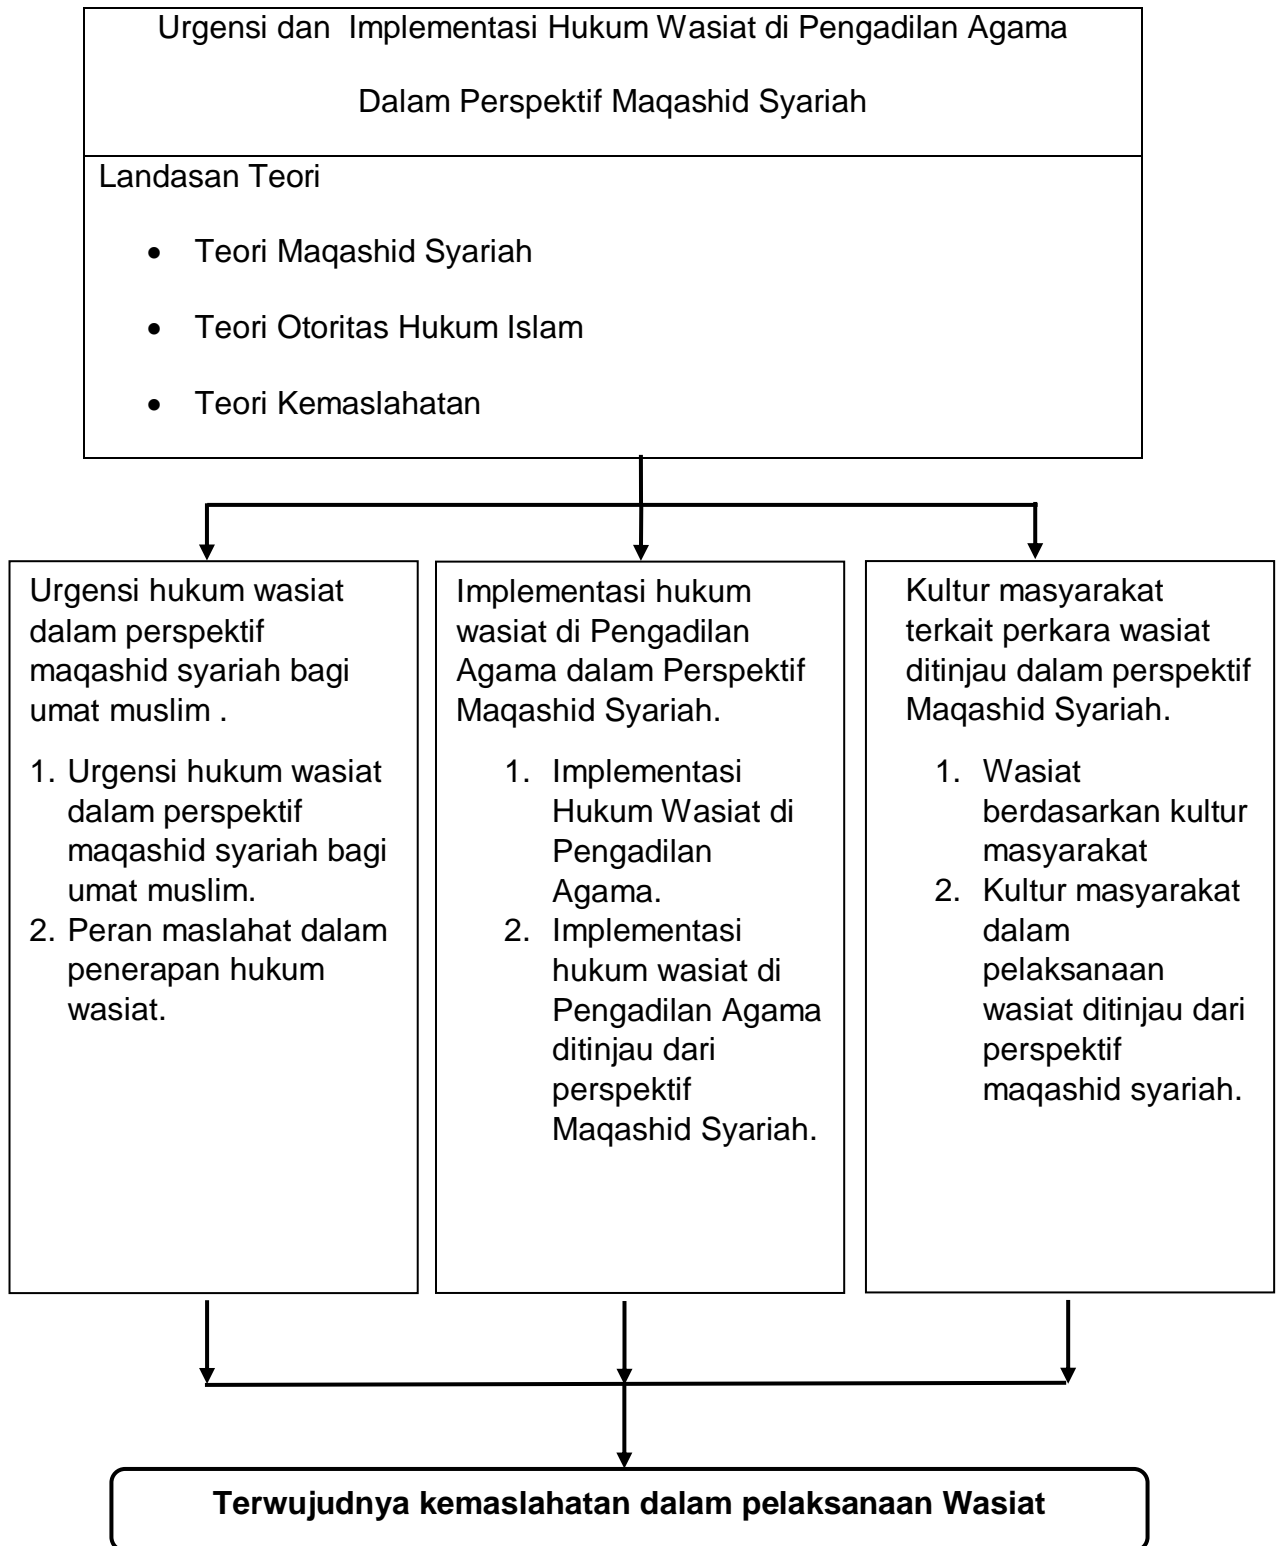 Urgensi dan Implementasi Hukum Wasiat di Pengadilan Agama
Dalam Perspektif Maqashid Syariah
Landasan Teori
• Teori Maqashid Syariah
• Teori Otoritas Hukum Islam
• Teori Kemaslahatan
Urgensi hukum wasiat
dalam perspektif
maqashid syariah bagi
umat muslim .
1. Urgensi hukum wasiat
dalam perspektif
maqashid syariah bagi
umat muslim.
2. Peran maslahat dalam
penerapan hukum
wasiat.
Implementasi hukum
wasiat di Pengadilan
Agama dalam Perspektif
Maqashid Syariah.
1. Implementasi
Hukum Wasiat di
Pengadilan
Agama.
2. Implementasi
hukum wasiat di
Pengadilan Agama
ditinjau dari
perspektif
Maqashid Syariah.
Kultur masyarakat
terkait perkara wasiat
ditinjau dalam perspektif
Maqashid Syariah.
1. Wasiat
berdasarkan kultur
masyarakat
2. Kultur masyarakat
dalam
pelaksanaan
wasiat ditinjau dari
perspektif
maqashid syariah.
Terwujudnya kemaslahatan dalam pelaksanaan Wasiat